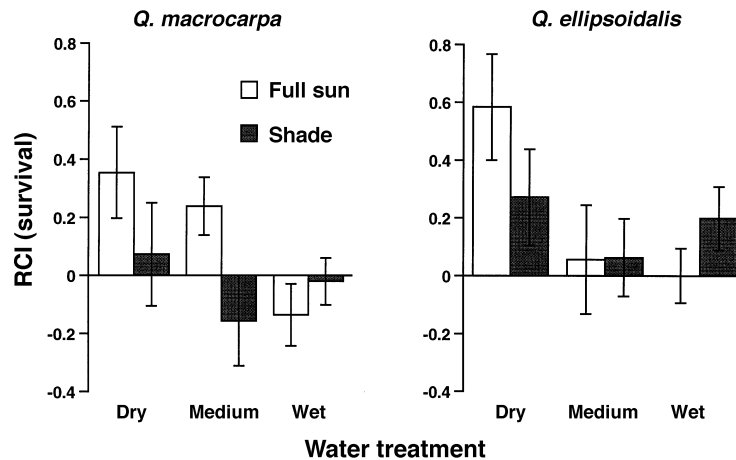 Q. macrocarpa
Q. ellipsoidalis
0.8
0.6
0.4
0.2
0
-0.2
-0.4
RCI (survival)
Full sun
Shade
Dry
Medium
Wet
0.8
0.6
0.4
0.2
0
-0.2
-0.4
Dry
Medium
Wet
Water treatment